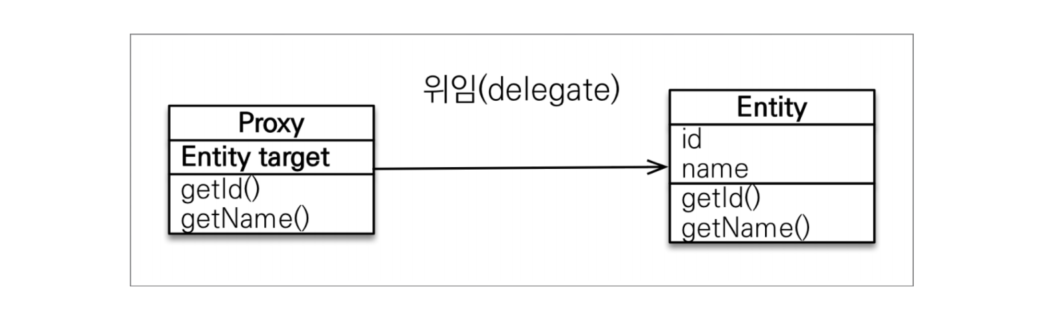 위임(delegate)
Proxy
Entity target
getId()
getName()
Entity
id
name
getId()
getName()